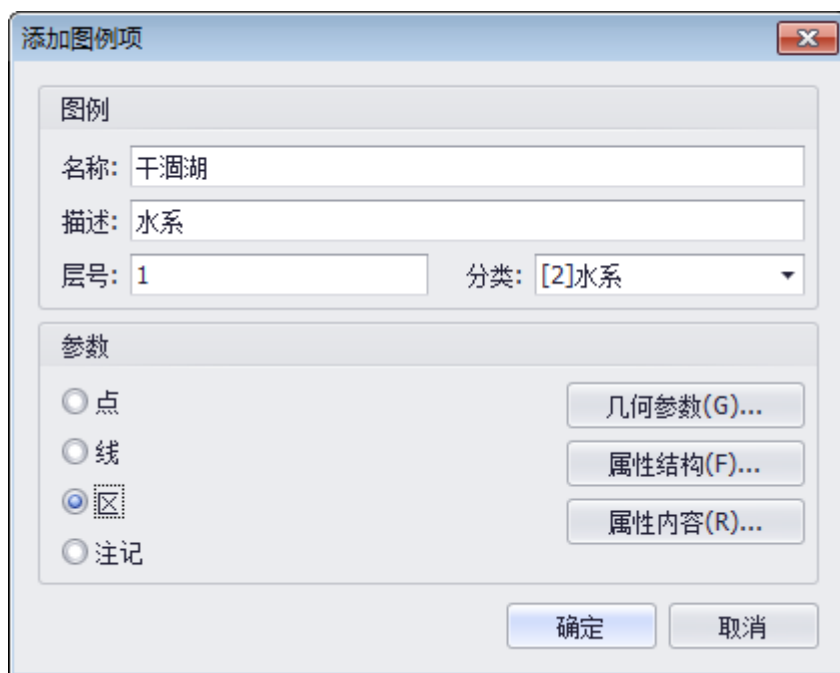 添加图例项
图例
名称: 干涸湖
描述: 水系
层号: 1 分类: [2]水系
参数
点
几何参数(G)...
线
属性结构(F)...
区
属性内容(R)...
注记
确定 取消